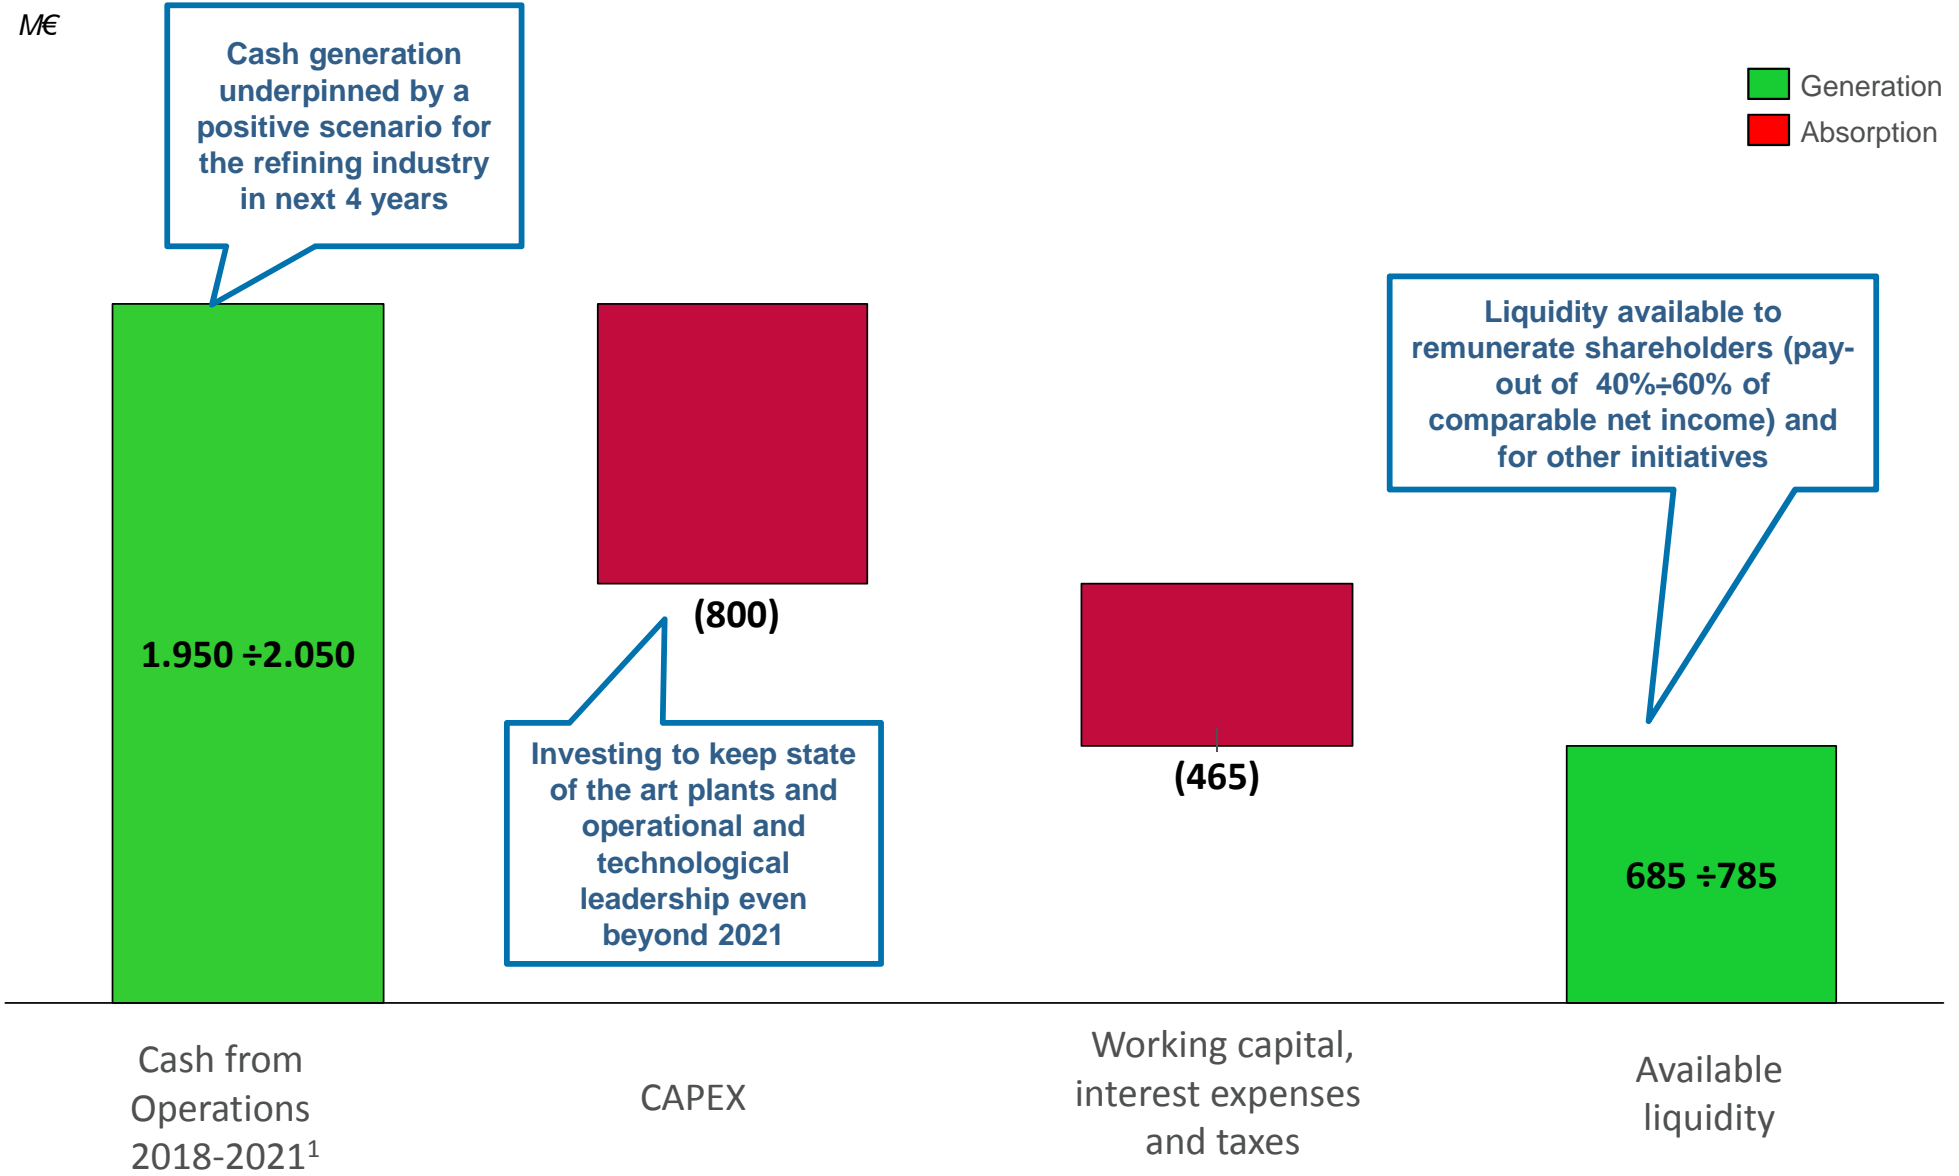 M€
Cash generation
underpinned by a
positive scenario for
the refining industry
in next 4 years
Generation
Absorption
Liquidity available to
remunerate shareholders (pay-
out of  40%÷60% of
comparable net income) and
for other initiatives
1.950 ÷2.050
(800)
Investing to keep state
of the art plants and
operational and
technological
leadership even
beyond 2021
(465)
685 ÷785
Cash from
Operations
2018-2021¹
CAPEX
Working capital,
interest expenses
and taxes
Available
liquidity